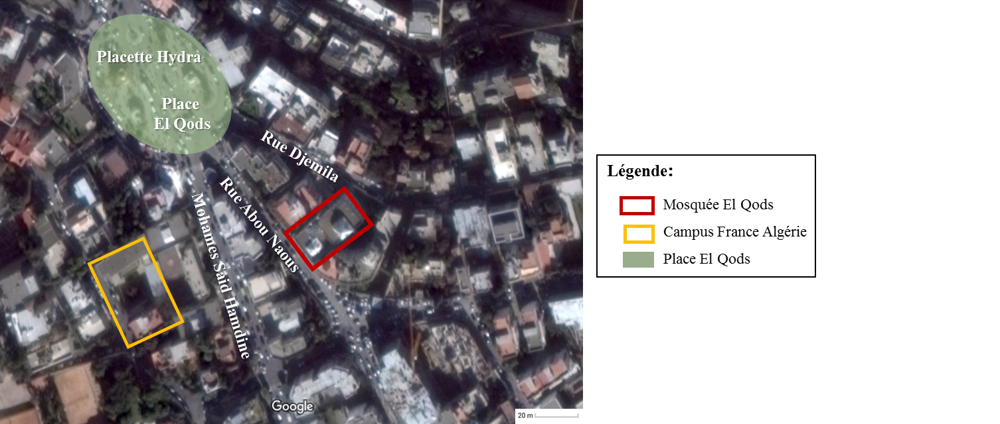 Placette Hydra
Place
El Qods
Rue Djemila
Rue Abou Naous
Mohames Said Hamdine
Google
20 m
Légende:
Mosquée El Qods
Campus France Algérie
Place El Qods